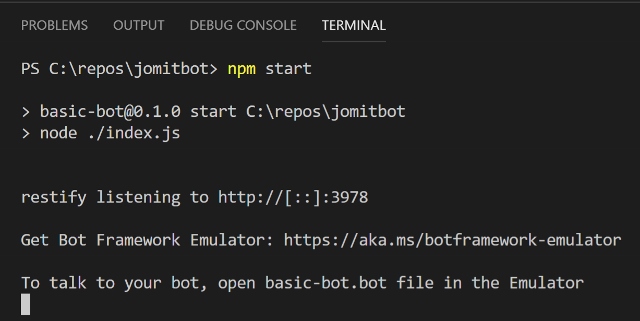 PROBLEMS OUTPUT DEBUG CONSOLE TERMINAL
PS C:\repos\jomitbot> npm start
> basic-bot@0.1.0 start C:\repos\jomitbot
> node ./index.js
restify listening to http://[::]:3978
Get Bot Framework Emulator: https://aka.ms/botframework-emulator
To talk to your bot, open basic-bot.bot file in the Emulator